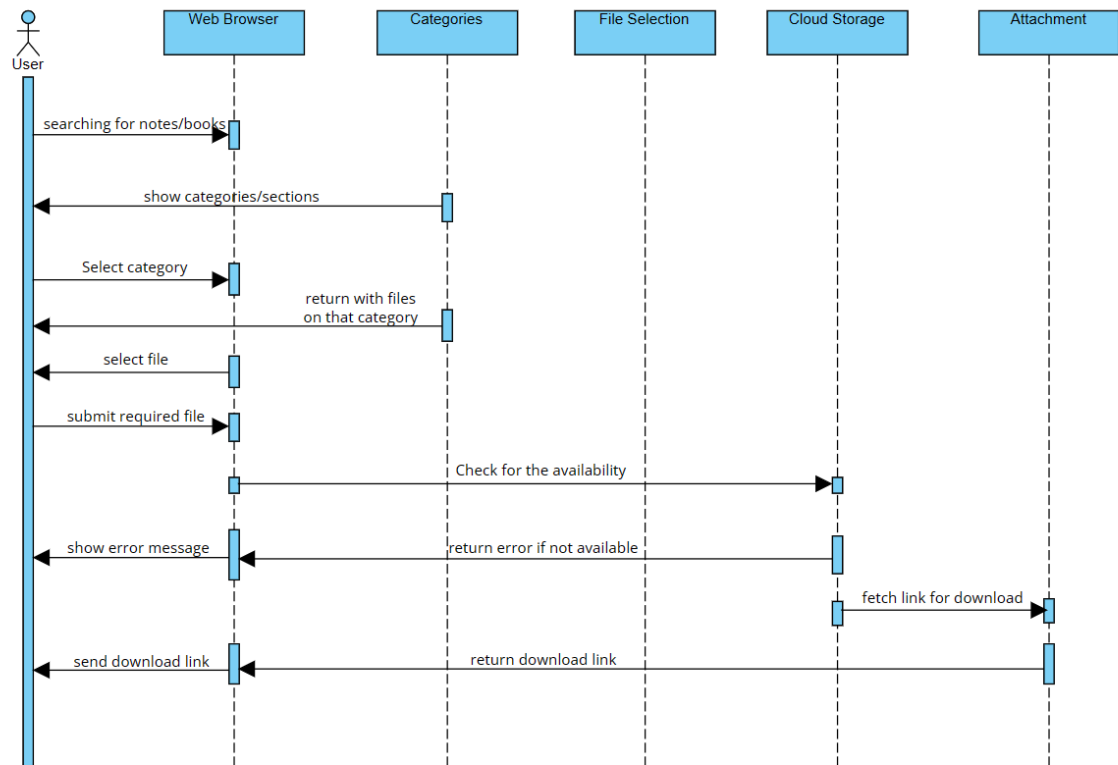 Web Browser
Categories
File Selection
Cloud Storage
Attachment
User
searching for notes/books
show categories/sections
Select category
return with files
on that category
select file
submit required file
Check for the availability
show error message
return error if not available
fetch link for download
send download link
return download link